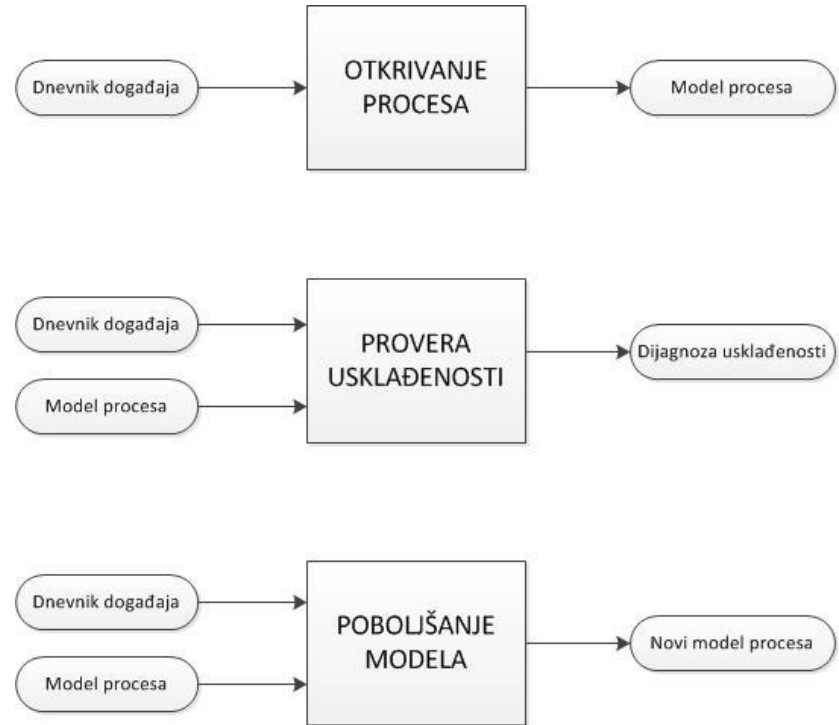 Dnevnik događaja
OTKRIVANJE
PROCESA
Model procesa
Dnevnik događaja
Model procesa
PROVERA
USKLAĐENOSTI
Dijagnoza usklađenosti
Dnevnik događaja
Model procesa
POBOLJŠANJE
MODELA
Novi model procesa